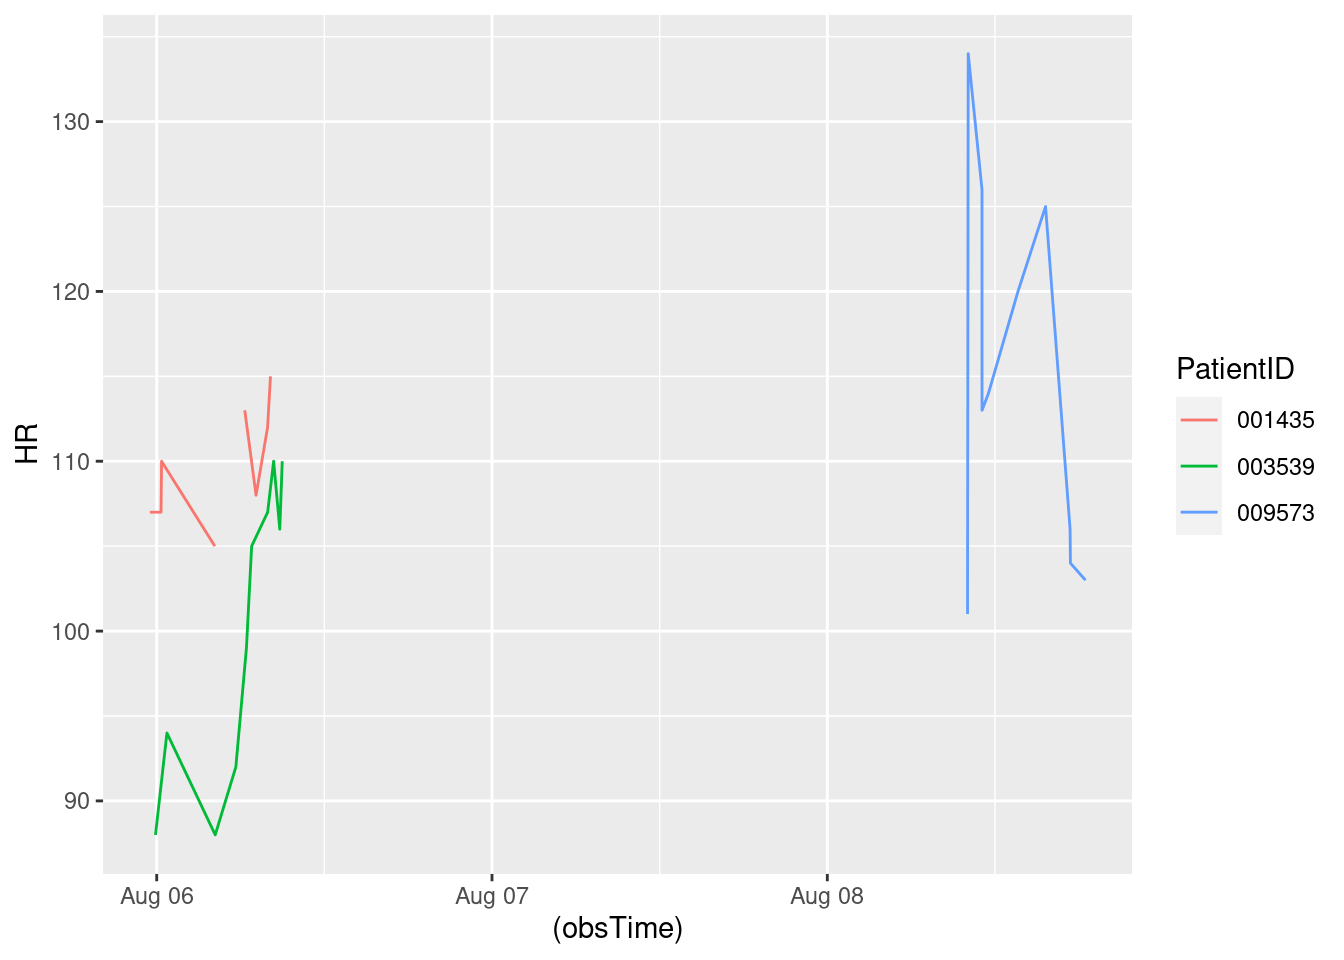 130
120
110
100
90
HR
Aug 06
Aug 07
Aug 08
(obsTime)
PatientID
001435
003539
009573